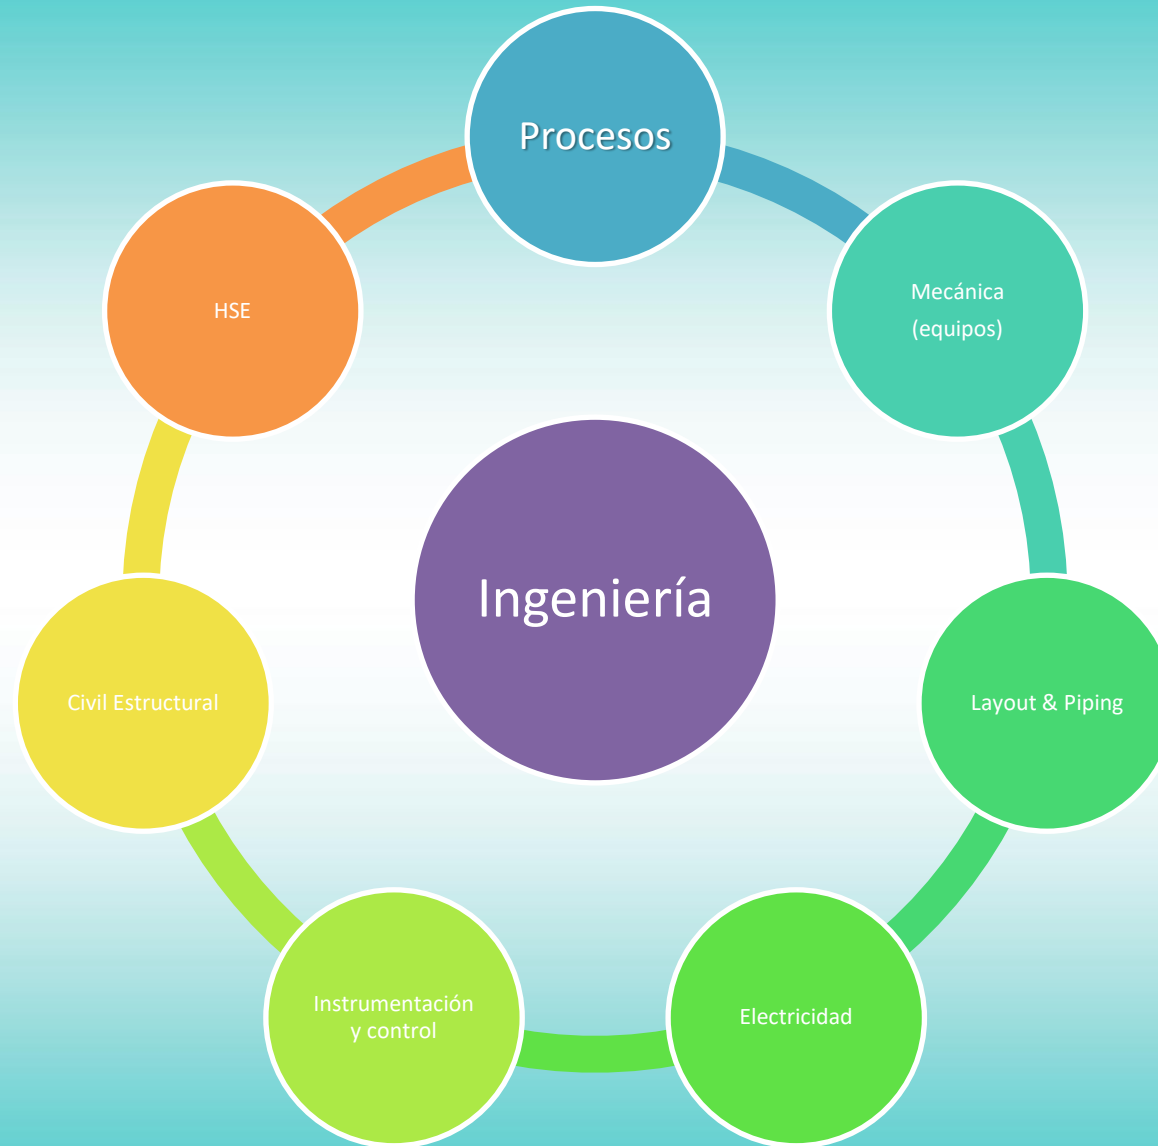 Procesos
Mecánica
(equipos)
HSE
Ingeniería
Civil Estructural
Layout & Piping
Instrumentación
y control
Electricidad